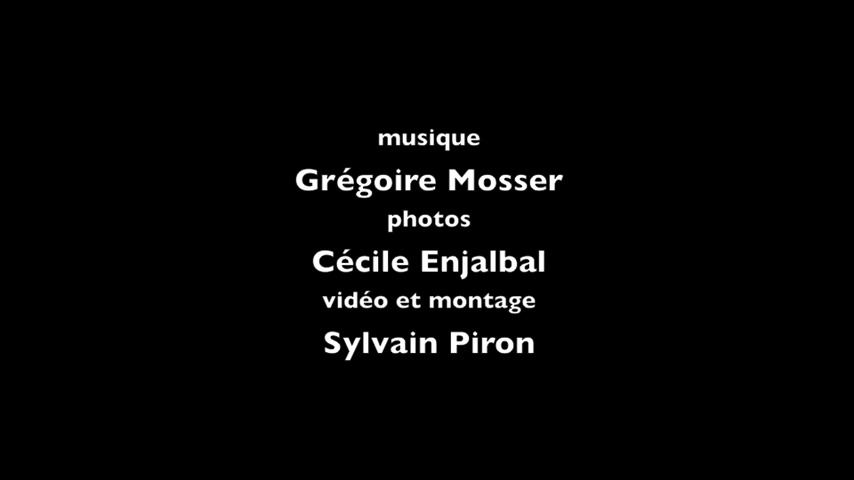 musique
Grégoire Mosser
photos
Cécile Enjalbal
vidéo et montage
Sylvain Piron